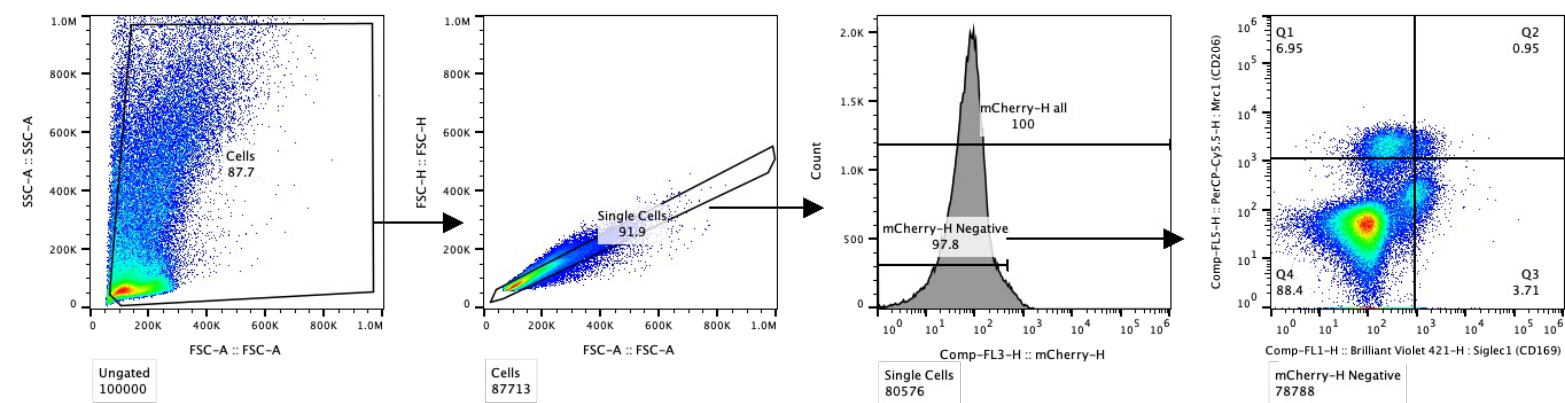 1.0M
800K
600K
400K
200K
0
SSC-A :: SSC-A
Cells
87.7
0 200K 400K 600K 800K 1.0M
FSC-A :: FSC-A
Ungated
100000
1.0M
800K
600K
400K
200K
0
FSC-H :: FSC-H
Single Cells
91.9
0 200K 400K 600K 800K 1.0M
FSC-A :: FSC-A
Cells
87713
2.0K
1.5K
1.0K
500
0
Count
mCherry-H all
100
mCherry-H Negative
97.8
10^0 10^1 10^2 10^3 10^4 10^5 10^6
Comp-FL3-H :: mCherry-H
Single Cells
80576
10^6
10^5
10^4
10^3
10^2
10^1
10^0
Comp-FL5-H :: PerCP-Cy5.5-H : Mrc1 (CD206)
Q1
6.95
Q2
0.95
Q4
88.4
Q3
3.71
10^0 10^1 10^2 10^3 10^4 10^5 10^6
Comp-FL1-H :: Brilliant Violet 421-H : Siglec1 (CD169)
mCherry-H Negative
78788